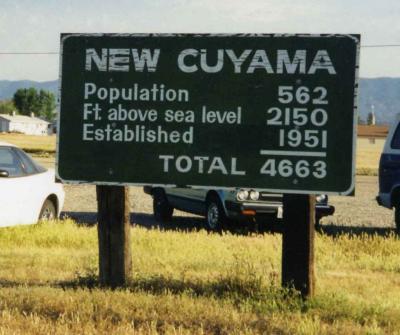 NEW CUYAMA
Population 562
Ft. above sea level 2150
Established 1951
TOTAL 4663